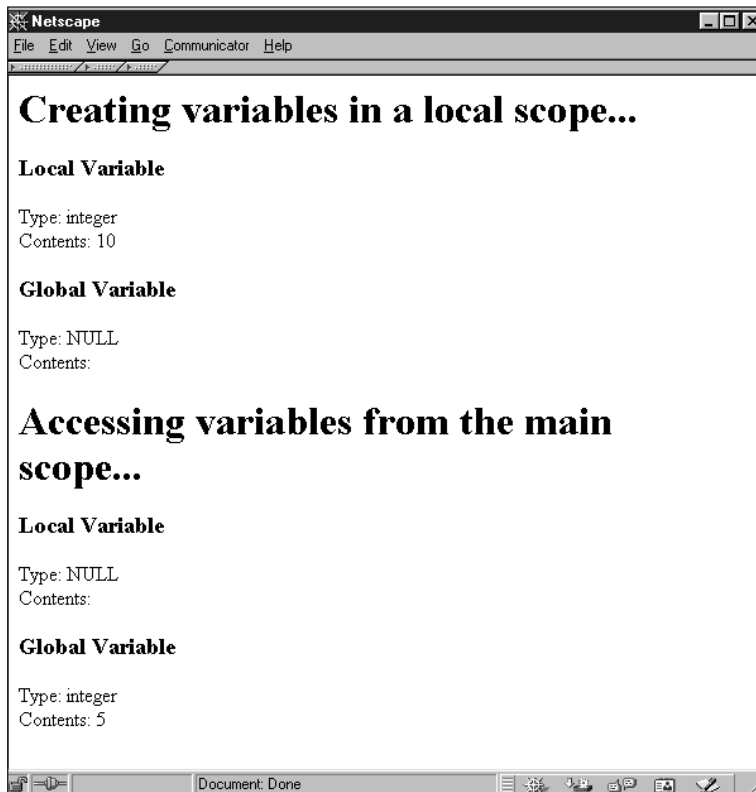 Netscape
File Edit View Go Communicator Help
Creating variables in a local scope...
Local Variable
Type: integer
Contents: 10
Global Variable
Type: NULL
Contents:
Accessing variables from the main
scope...
Local Variable
Type: NULL
Contents:
Global Variable
Type: integer
Contents: 5
Document: Done